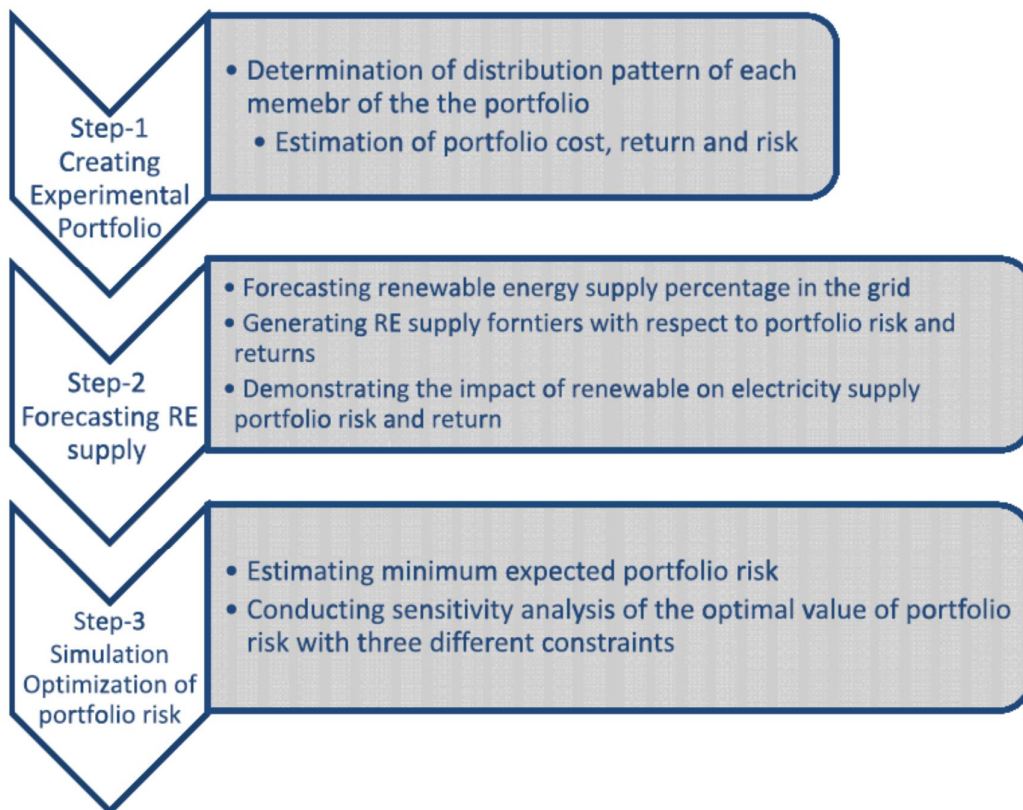 Step-1
Creating
Experimental
Portfolio
• Determination of distribution pattern of each
memebr of the the portfolio
• Estimation of portfolio cost, return and risk
Step-2
Forecasting RE
supply
• Forecasting renewable energy supply percentage in the grid
• Generating RE supply forntiers with respect to portfolio risk and
returns
• Demonstrating the impact of renewable on electricity supply
portfolio risk and return
Step-3
Simulation
Optimization of
portfolio risk
• Estimating minimum expected portfolio risk
• Conducting sensitivity analysis of the optimal value of portfolio
risk with three different constraints